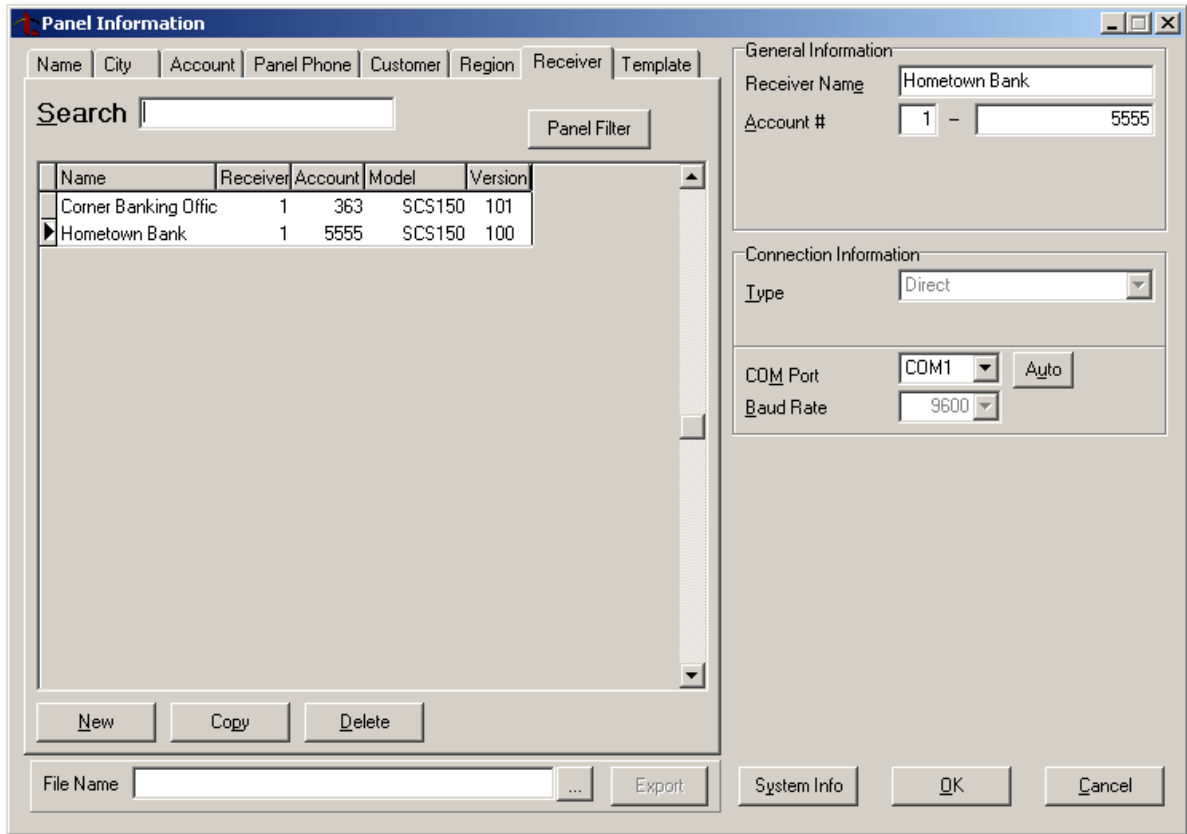 Panel Information
Name City Account Panel Phone Customer Region Receiver Template
Search
Panel Filter
Name Receiver Account Model Version
Corner Banking Offic 1 363 SCS150 101
Hometown Bank 1 5555 SCS150 100
New Copy Delete
File Name ... Export
General Information
Receiver Name Hometown Bank
Account # 1 – 5555
Connection Information
Type Direct
COM Port COM1 Auto
Baud Rate 9600
System Info OK Cancel